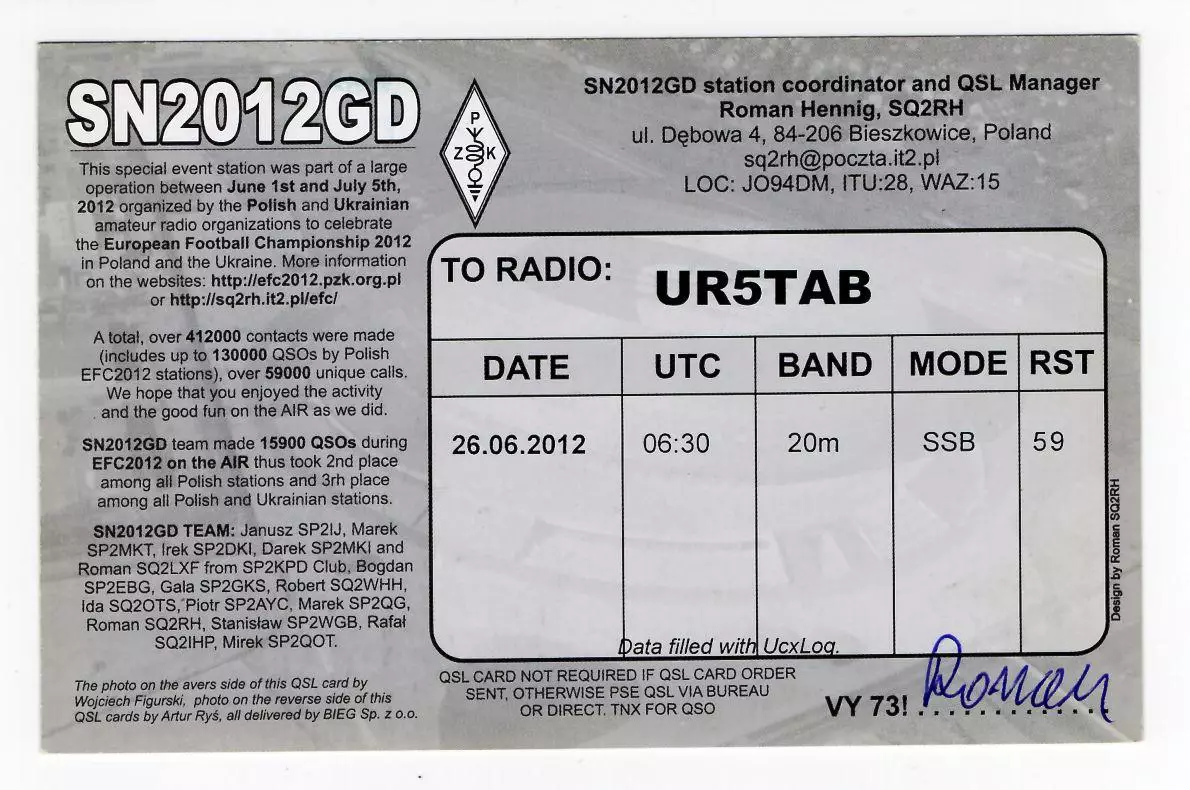 SN2012GD
This special event station was part of a large
operation between June 1st and July 5th,
2012 organized by the Polish and Ukrainian
amateur radio organizations to celebrate
the European Football Championship 2012
in Poland and the Ukraine. More information
on the websites: http://efc2012.pzk.org.pl
or http://sq2rh.it2.pl/efc/
A total, over 412000 contacts were made
(includes up to 130000 QSOs by Polish
EFC2012 stations), over 59000 unique calls.
We hope that you enjoyed the activity
and the good fun on the AIR as we did.
SN2012GD team made 15900 QSOs during
EFC2012 on the AIR thus took 2nd place
among all Polish stations and 3rh place
among all Polish and Ukrainian stations.
SN2012GD TEAM: Janusz SP2IJ, Marek
SP2MKT, Irek SP2DKI, Darek SP2MKI and
Roman SQ2LXF from SP2KPD Club, Bogdan
SP2EBG, Gala SP2GKS, Robert SQ2WHH,
Ida SQ2OTS, Piotr SP2AYC, Marek SP2QG,
Roman SQ2RH, Stanisław SP2WGB, Rafał
SQ2IHP, Mirek SP2QOT.
The photo on the avers side of this QSL card by
Wojciech Figurski, photo on the reverse side of this
QSL cards by Artur Ryś, all delivered by BIEG Sp. z o.o.
P
Z K
SN2012GD station coordinator and QSL Manager
Roman Hennig, SQ2RH
ul. Dębowa 4, 84-206 Bieszkowice, Poland
sq2rh@poczta.it2.pl
LOC: JO94DM, ITU:28, WAZ:15
TO RADIO: UR5TAB
DATE UTC BAND MODE RST
26.06.2012 06:30 20m SSB 59
Data filled with UcxLog.
Design by Roman SQ2RH
QSL CARD NOT REQUIRED IF QSL CARD ORDER
SENT, OTHERWISE PSE QSL VIA BUREAU
OR DIRECT. TNX FOR QSO
VY 73! Roman